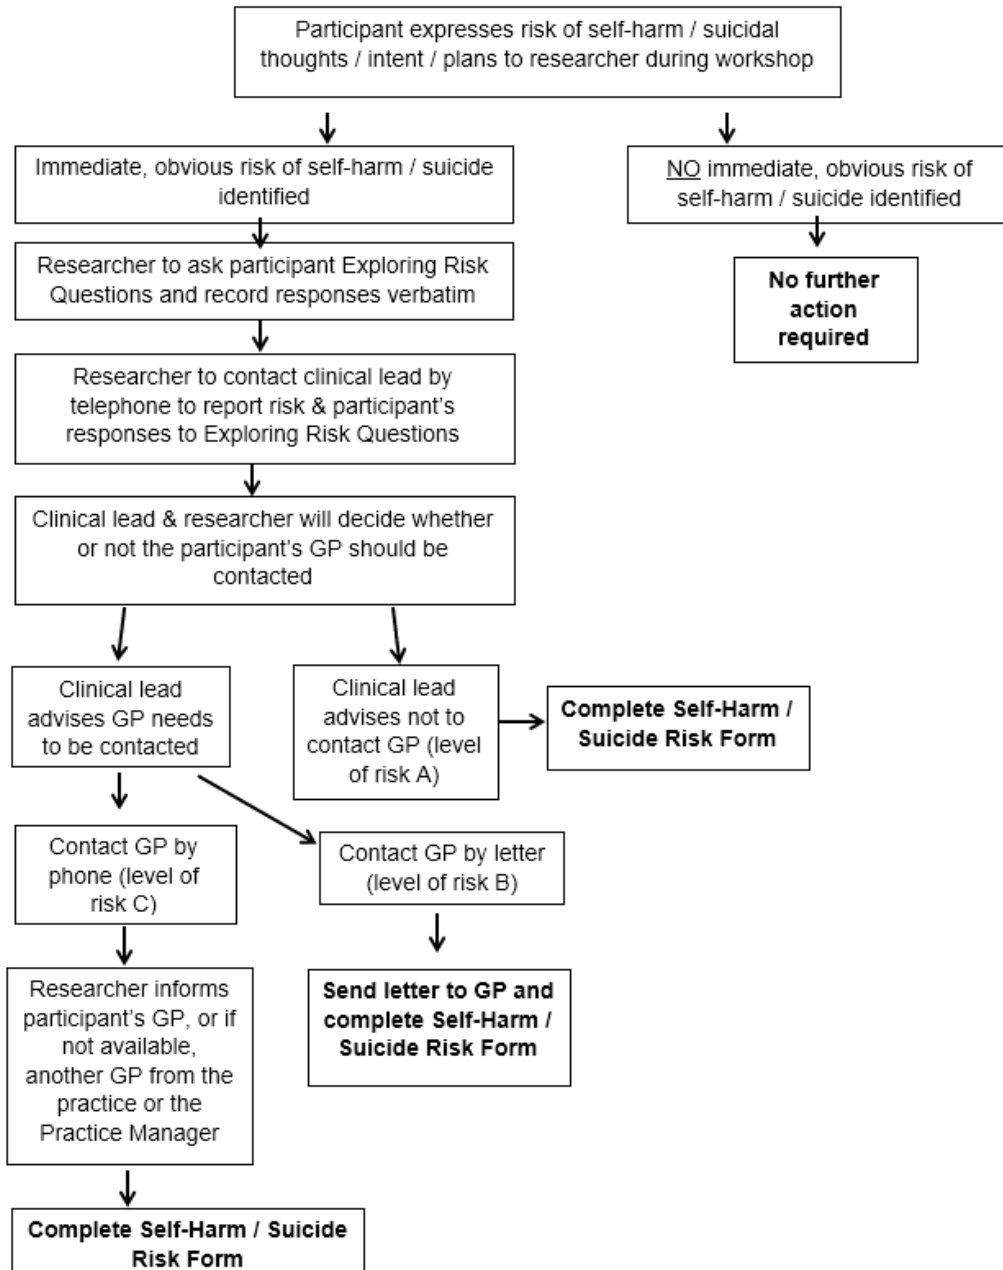 Participant expresses risk of self-harm / suicidal
thoughts / intent / plans to researcher during workshop
Immediate, obvious risk of self-harm / suicide
identified
NO immediate, obvious risk of
self-harm / suicide identified
Researcher to ask participant Exploring Risk
Questions and record responses verbatim
No further
action
required
Researcher to contact clinical lead by
telephone to report risk & participant's
responses to Exploring Risk Questions
Clinical lead & researcher will decide whether
or not the participant's GP should be
contacted
Clinical lead
advises GP needs
to be contacted
Clinical lead
advises not to
contact GP (level
of risk A)
Complete Self-Harm /
Suicide Risk Form
Contact GP by
phone (level of
risk C)
Contact GP by letter
(level of risk B)
Researcher informs
participant's GP, or if
not available,
another GP from the
practice or the
Practice Manager
Send letter to GP and
complete Self-Harm /
Suicide Risk Form
Complete Self-Harm / Suicide
Risk Form